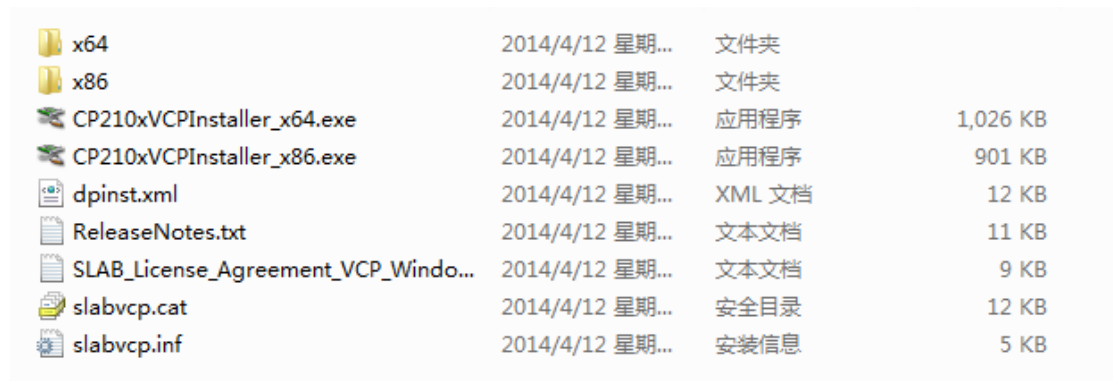 x64 2014/4/12 星期... 文件夹
x86 2014/4/12 星期... 文件夹
CP210xVCPInstaller_x64.exe 2014/4/12 星期... 应用程序 1,026 KB
CP210xVCPInstaller_x86.exe 2014/4/12 星期... 应用程序 901 KB
dpinst.xml 2014/4/12 星期... XML 文档 12 KB
ReleaseNotes.txt 2014/4/12 星期... 文本文档 11 KB
SLAB_License_Agreement_VCP_Windo... 2014/4/12 星期... 文本文档 9 KB
slabvcp.cat 2014/4/12 星期... 安全目录 12 KB
slabvcp.inf 2014/4/12 星期... 安装信息 5 KB